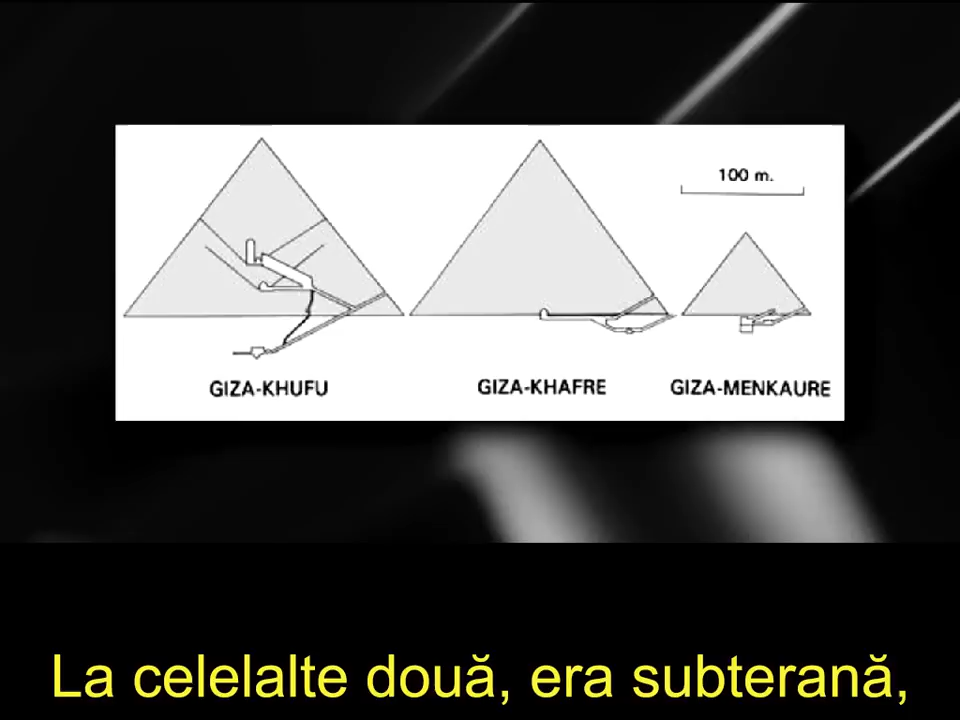 100 m.
GIZA-KHUFU
GIZA-KHAFRE
GIZA-MENKAURE
La celelalte două, era subterană,